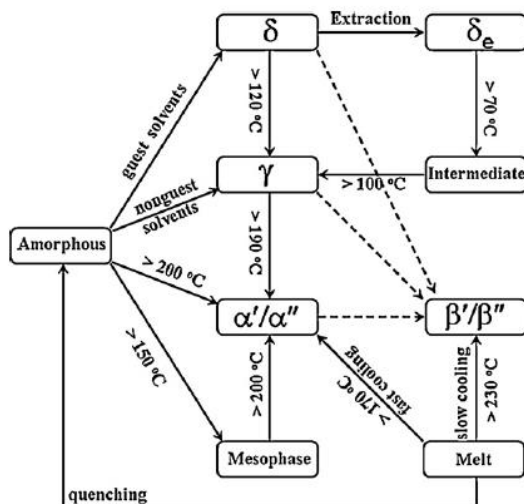 δ
Extraction
δe
< 120 °C
< 70 °C
guest solvents
γ
> 100 °C
Intermediate
nonguest
solvents
Amorphous
> 190 °C
> 200 °C
α'/α''
β'/β''
> 150 °C
> 200 °C
fast cooling
> 170 °C
slow cooling
> 230 °C
Mesophase
Melt
quenching